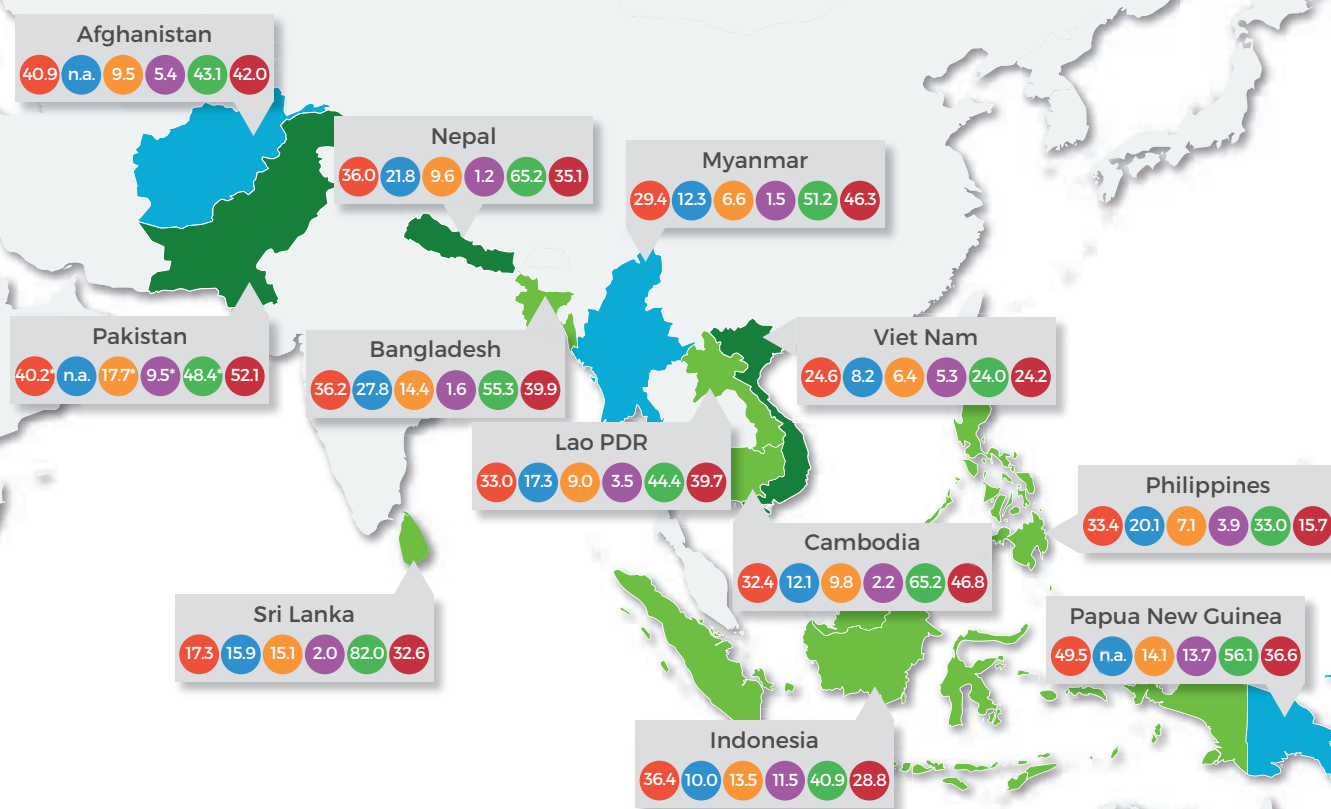 Afghanistan
40.9 n.a. 9.5 5.4 43.1 42.0
Nepal
36.0 21.8 9.6 1.2 65.2 35.1
Myanmar
29.4 12.3 6.6 1.5 51.2 46.3
Pakistan
40.2* n.a. 17.7* 9.5* 48.4* 52.1
Bangladesh
36.2 27.8 14.4 1.6 55.3 39.9
Viet Nam
24.6 8.2 6.4 5.3 24.0 24.2
Lao PDR
33.0 17.3 9.0 3.5 44.4 39.7
Philippines
33.4 20.1 7.1 3.9 33.0 15.7
Cambodia
32.4 12.1 9.8 2.2 65.2 46.8
Sri Lanka
17.3 15.9 15.1 2.0 82.0 32.6
Papua New Guinea
49.5 n.a. 14.1 13.7 56.1 36.6
Indonesia
36.4 10.0 13.5 11.5 40.9 28.8